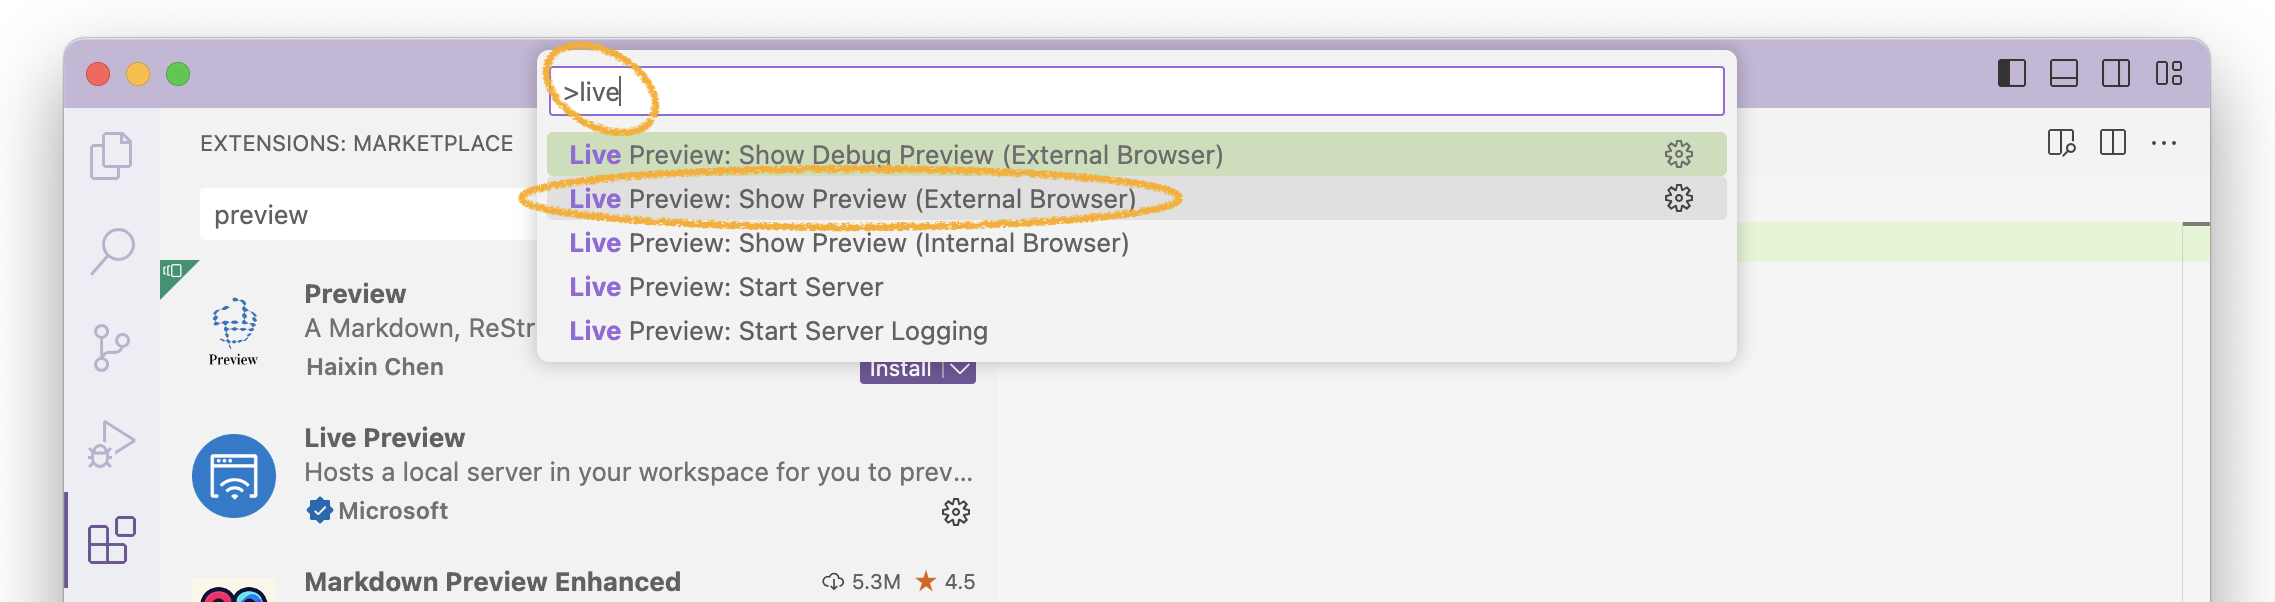 >live
Live Preview: Show Debug Preview (External Browser)
Live Preview: Show Preview (External Browser)
Live Preview: Show Preview (Internal Browser)
Live Preview: Start Server
Live Preview: Start Server Logging
EXTENSIONS: MARKETPLACE
preview
Preview
A Markdown, ReStr
Haixin Chen
Install
Preview
Live Preview
Hosts a local server in your workspace for you to prev...
Microsoft
Markdown Preview Enhanced
5.3M 4.5